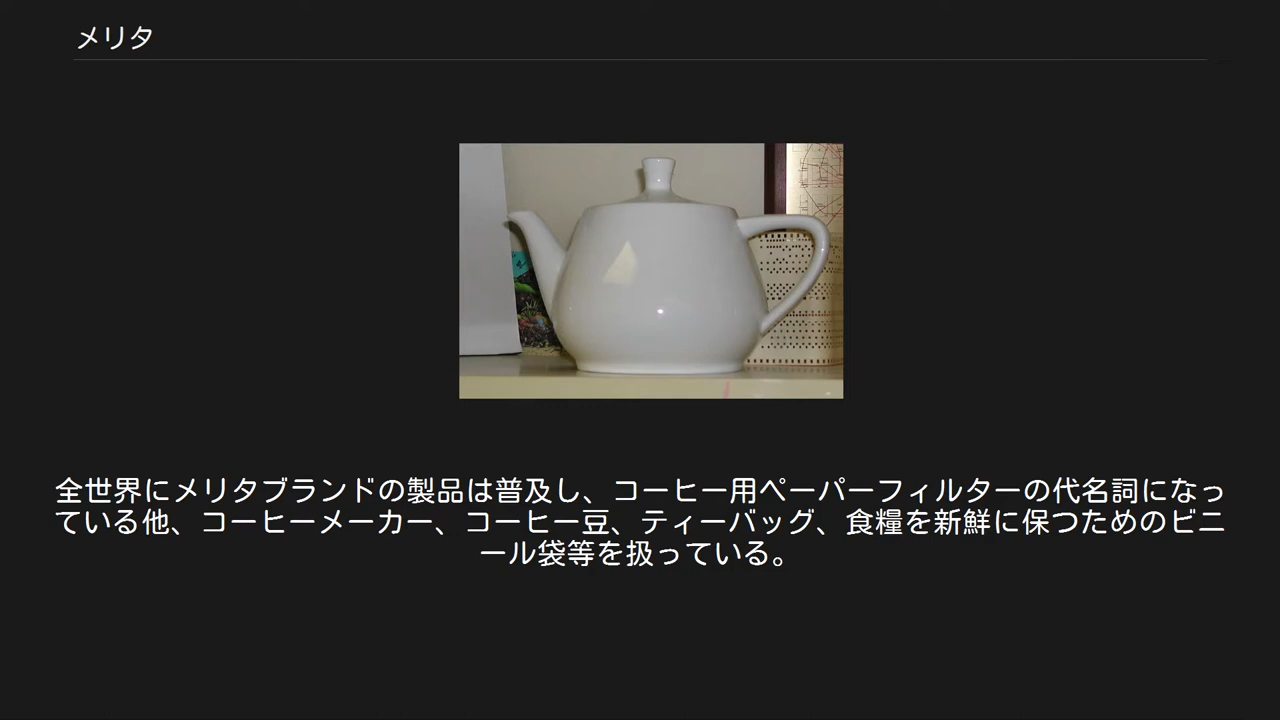 メリタ
全世界にメリタブランドの製品は普及し、コーヒー用ペーパーフィルターの代名詞になっ
ている他、コーヒーメーカー、コーヒー豆、ティーバッグ、食糧を新鮮に保つためのビニ
ール袋等を扱っている。